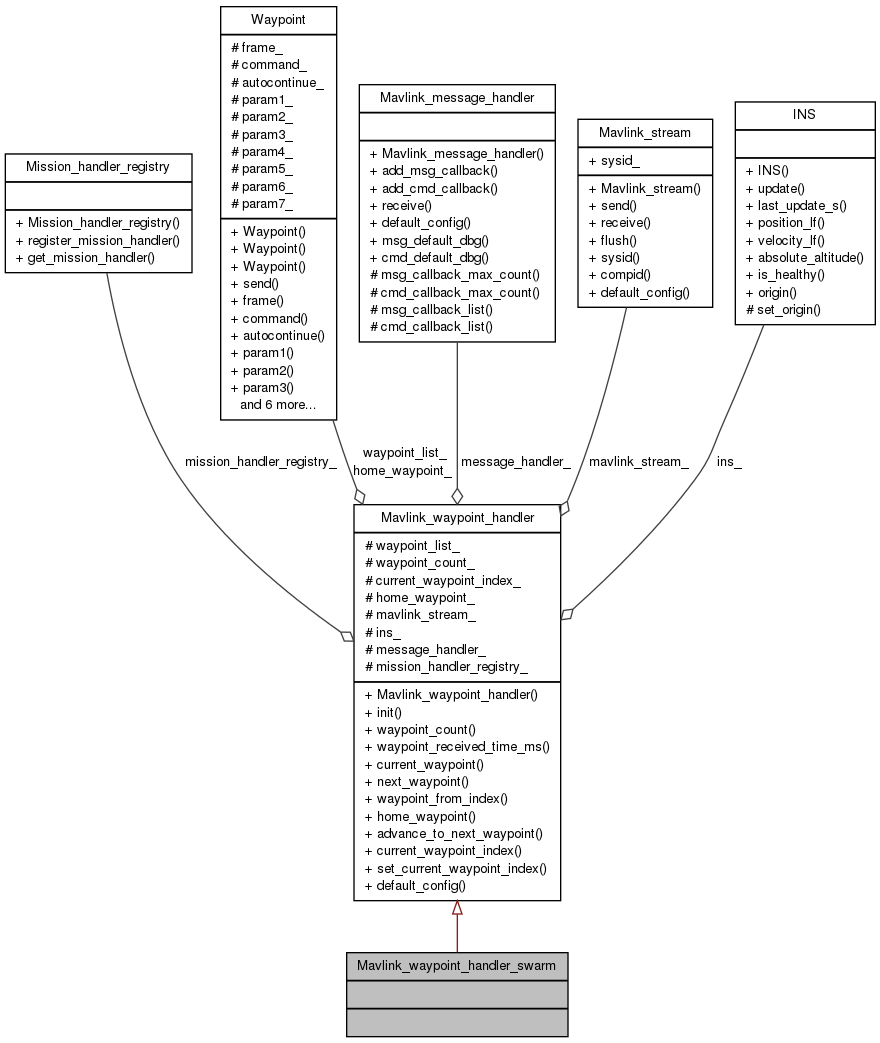 Waypoint
# frame_
# command_
# autocontinue_
# param1_
# param2_
# param3_
# param4_
# param5_
# param6_
# param7_
+ Waypoint()
+ Waypoint()
+ Waypoint()
+ send()
+ frame()
+ command()
+ autocontinue()
+ param1()
+ param2()
+ param3()
and 6 more...
Mavlink_message_handler
+ Mavlink_message_handler()
+ add_msg_callback()
+ add_cmd_callback()
+ receive()
+ default_config()
+ msg_default_dbg()
+ cmd_default_dbg()
# msg_callback_max_count()
# cmd_callback_max_count()
# msg_callback_list()
# cmd_callback_list()
Mavlink_stream
+ sysid_
+ Mavlink_stream()
+ send()
+ receive()
+ flush()
+ sysid()
+ compid()
+ default_config()
INS
+ INS()
+ update()
+ last_update_s()
+ position_lf()
+ velocity_lf()
+ absolute_altitude()
+ is_healthy()
+ origin()
# set_origin()
Mission_handler_registry
+ Mission_handler_registry()
+ register_mission_handler()
+ get_mission_handler()
mission_handler_registry_
waypoint_list_
home_waypoint_
message_handler_
mavlink_stream_
ins_
Mavlink_waypoint_handler
# waypoint_list_
# waypoint_count_
# current_waypoint_index_
# home_waypoint_
# mavlink_stream_
# ins_
# message_handler_
# mission_handler_registry_
+ Mavlink_waypoint_handler()
+ init()
+ waypoint_count()
+ waypoint_received_time_ms()
+ current_waypoint()
+ next_waypoint()
+ waypoint_from_index()
+ home_waypoint()
+ advance_to_next_waypoint()
+ current_waypoint_index()
+ set_current_waypoint_index()
+ default_config()
Mavlink_waypoint_handler_swarm